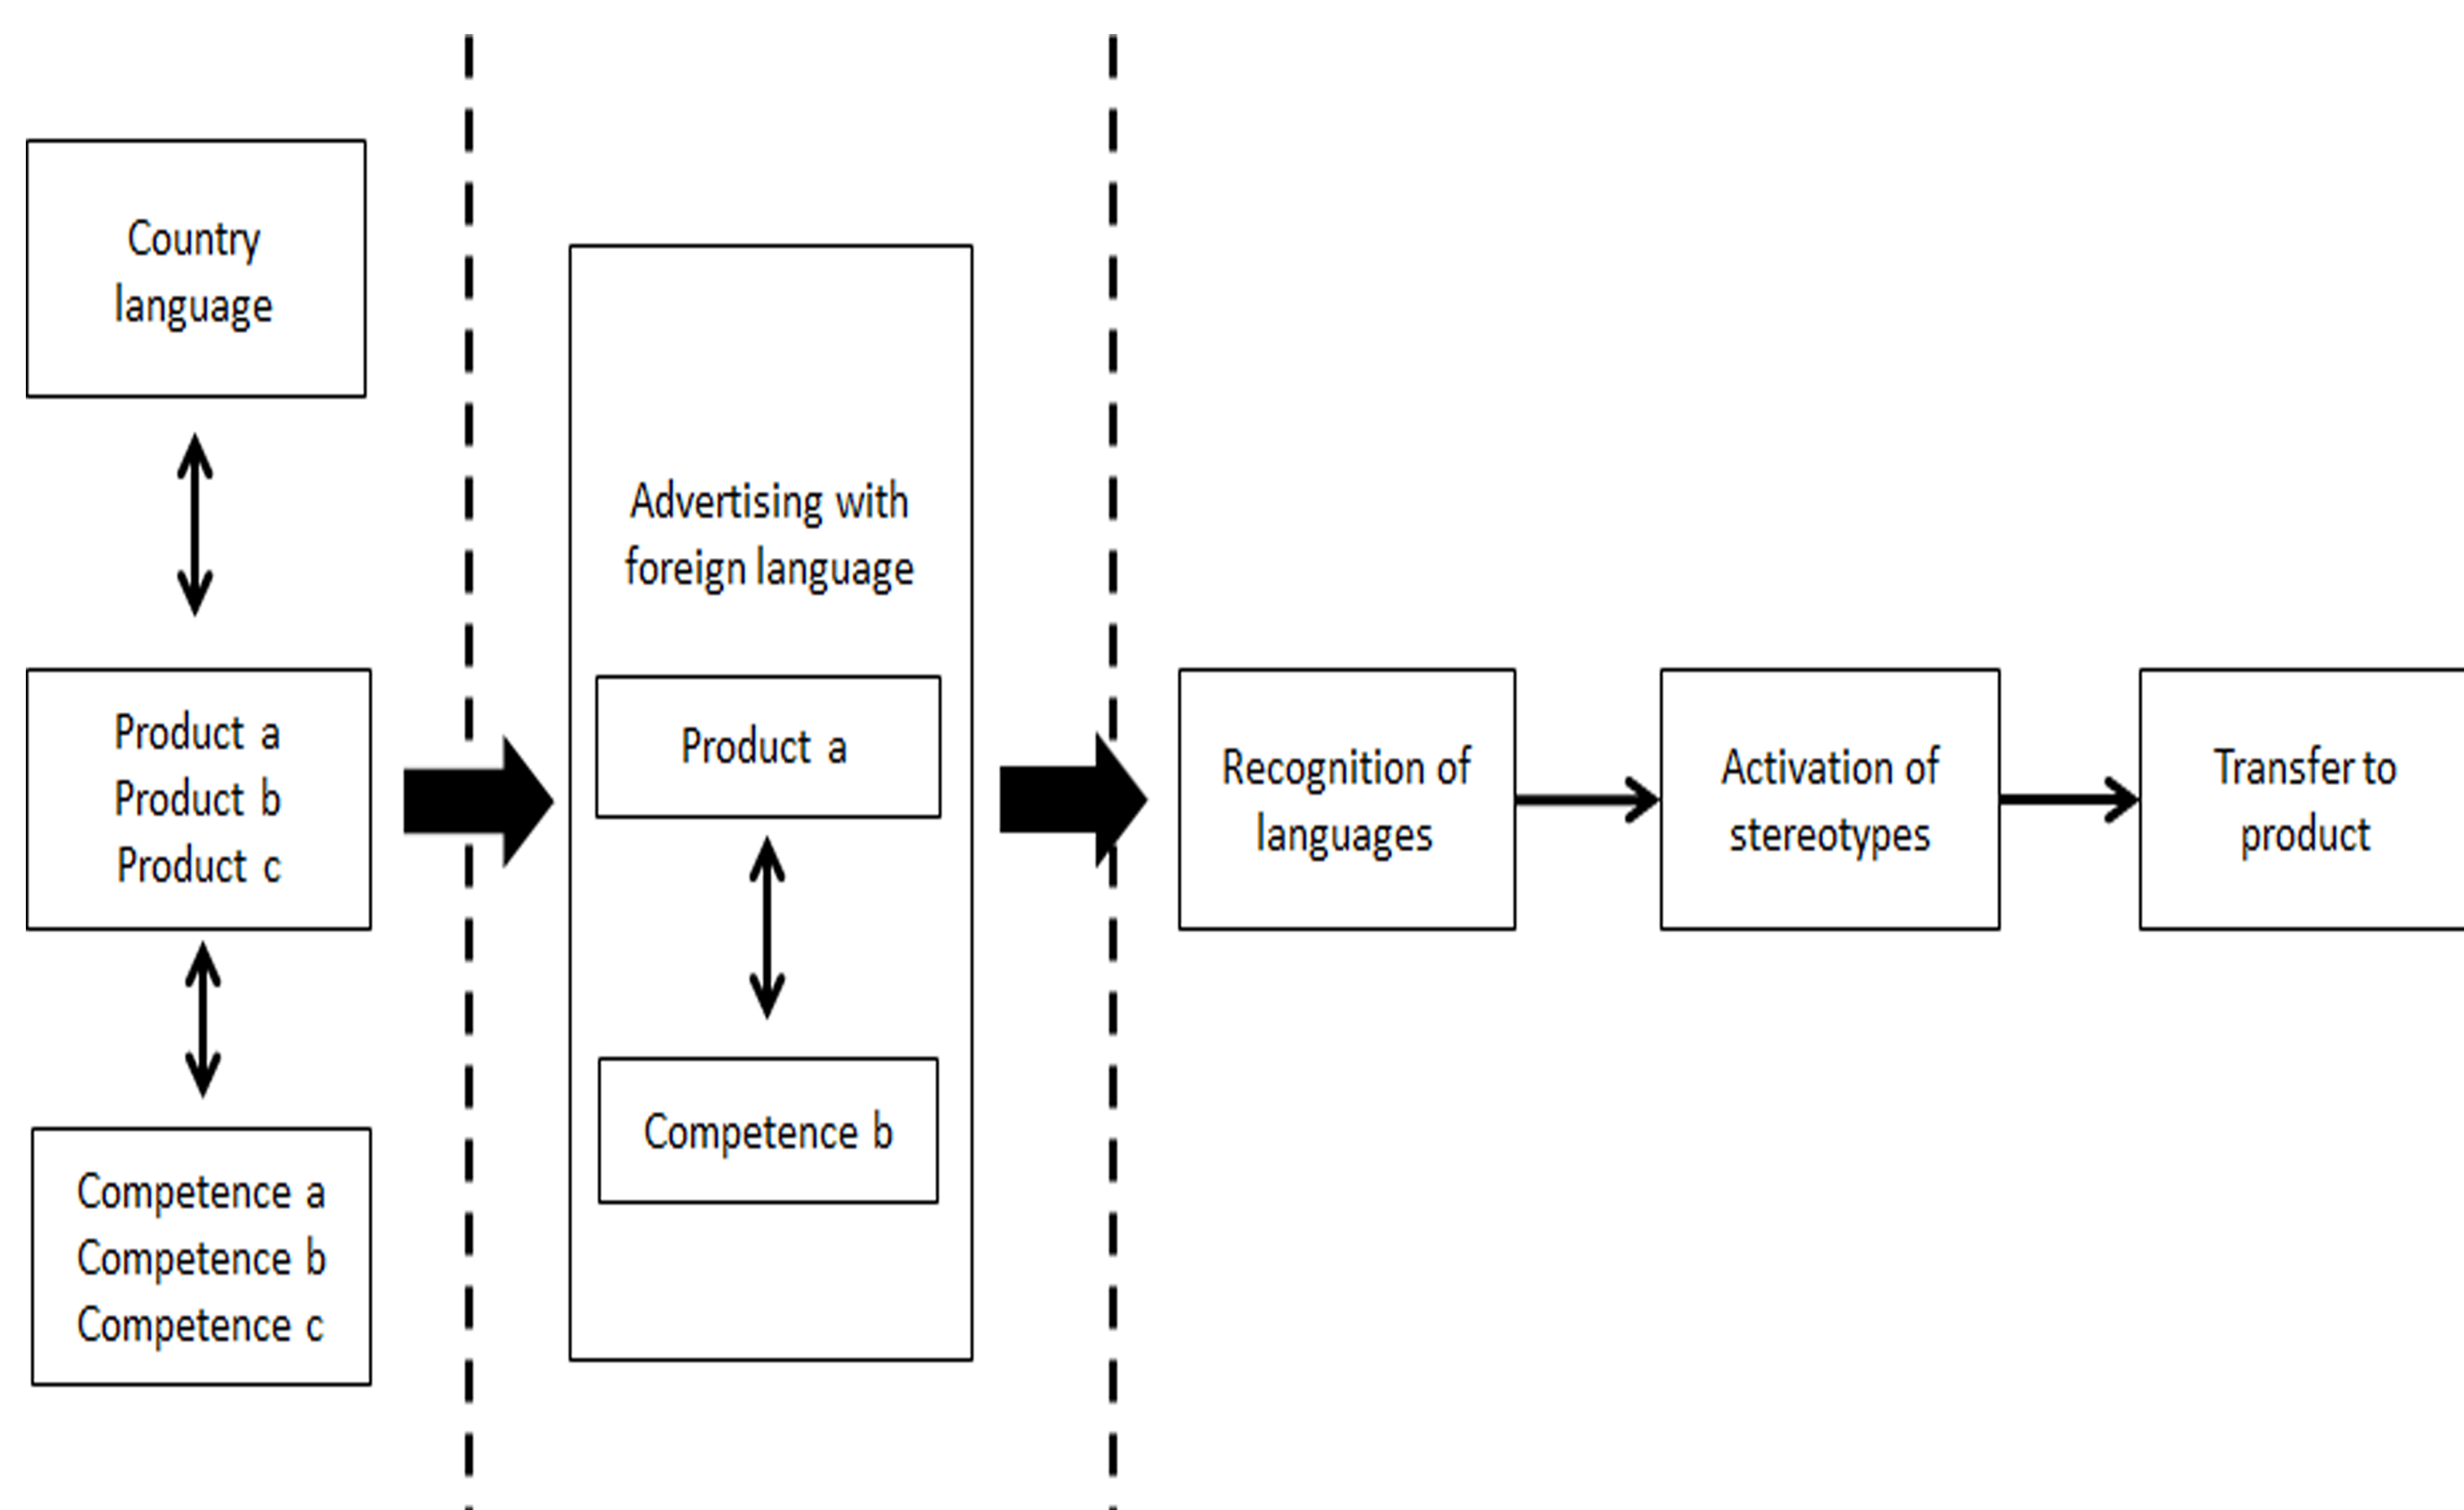 Country
language
Product a
Product b
Product c
Competence a
Competence b
Competence c
Advertising with
foreign language
Product a
Competence b
Recognition of
languages
Activation of
stereotypes
Transfer to
product